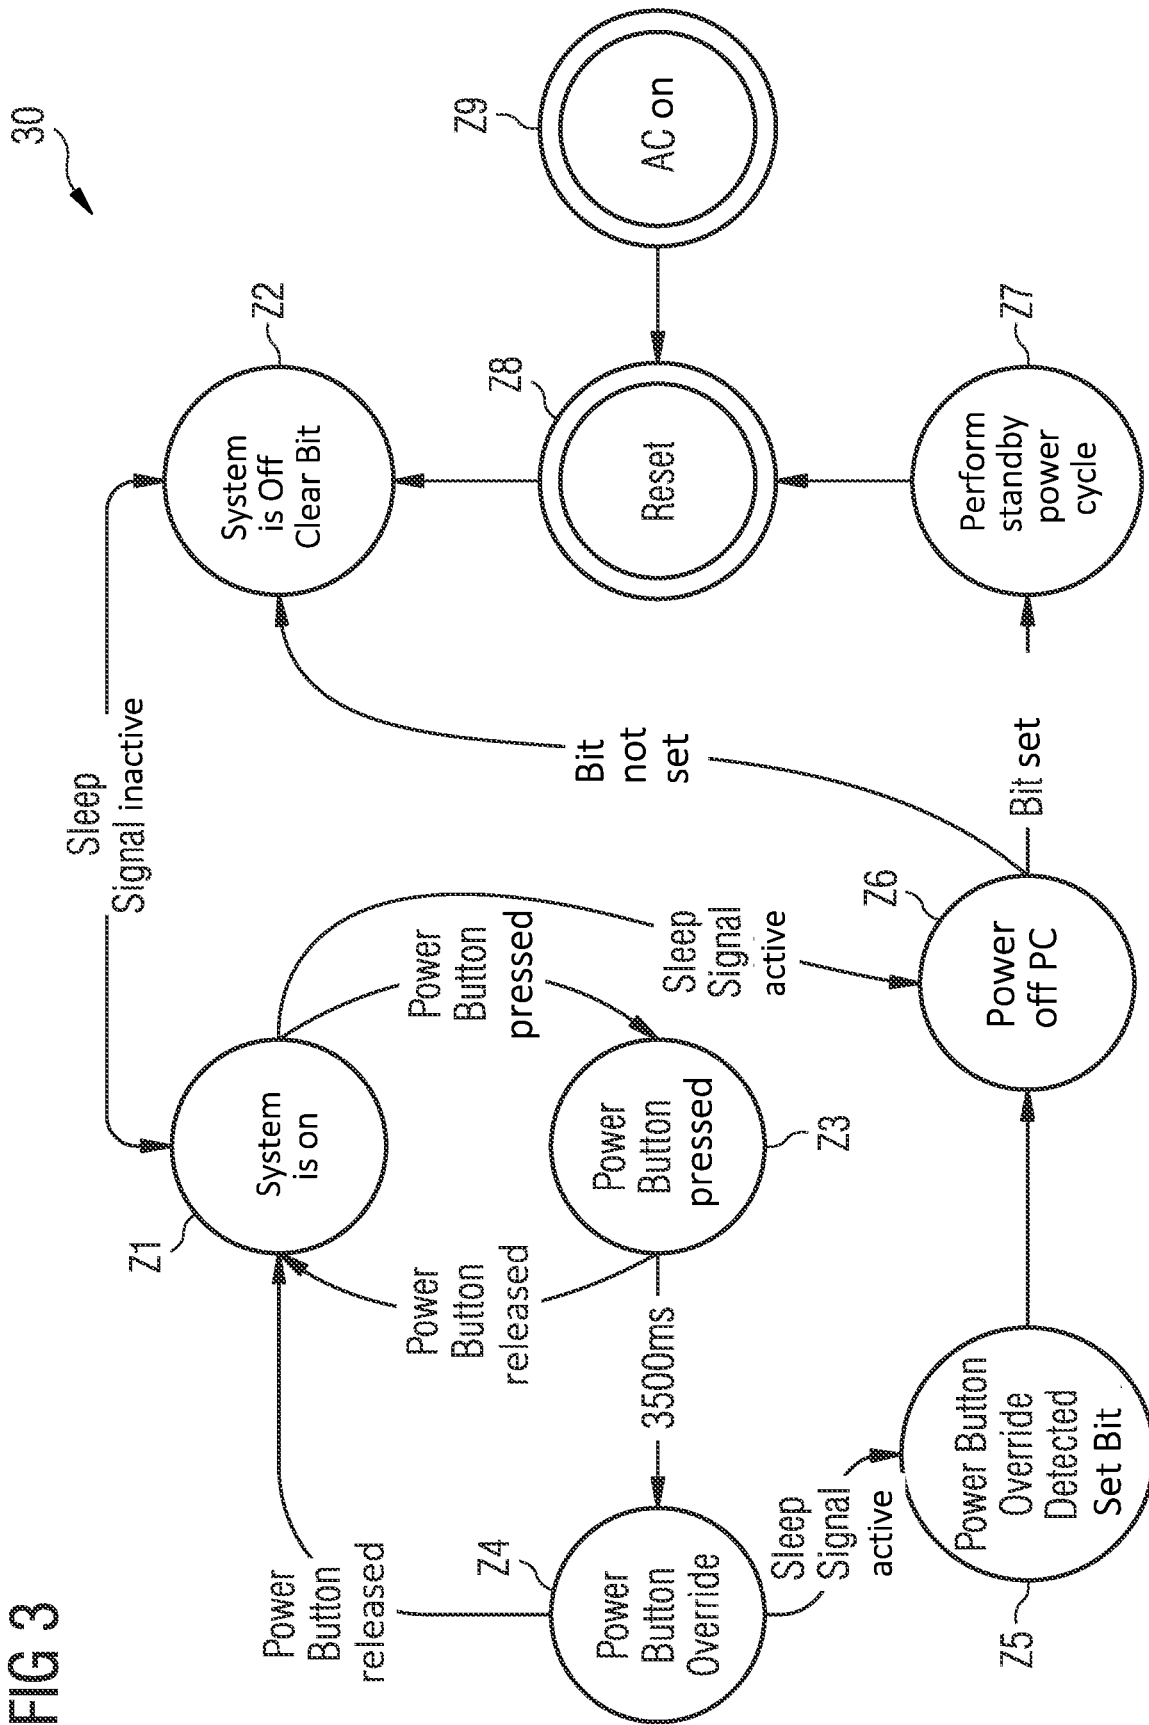 FIG 3
30
Sleep
Signal inactive
Z1
System
is on
Z2
System
is Off
Clear Bit
Power
Button
released
Power
Button
released
Power
Button
pressed
Sleep
Signal
active
Bit
not
set
Z4
Power
Button
Override
3500ms
Power
Button
pressed
Z3
Z8
Reset
Z9
AC on
Sleep
Signal
active
Z5
Power Button
Override
Detected
Set Bit
Z6
Power
off PC
Bit set
Z7
Perform
standby
power
cycle